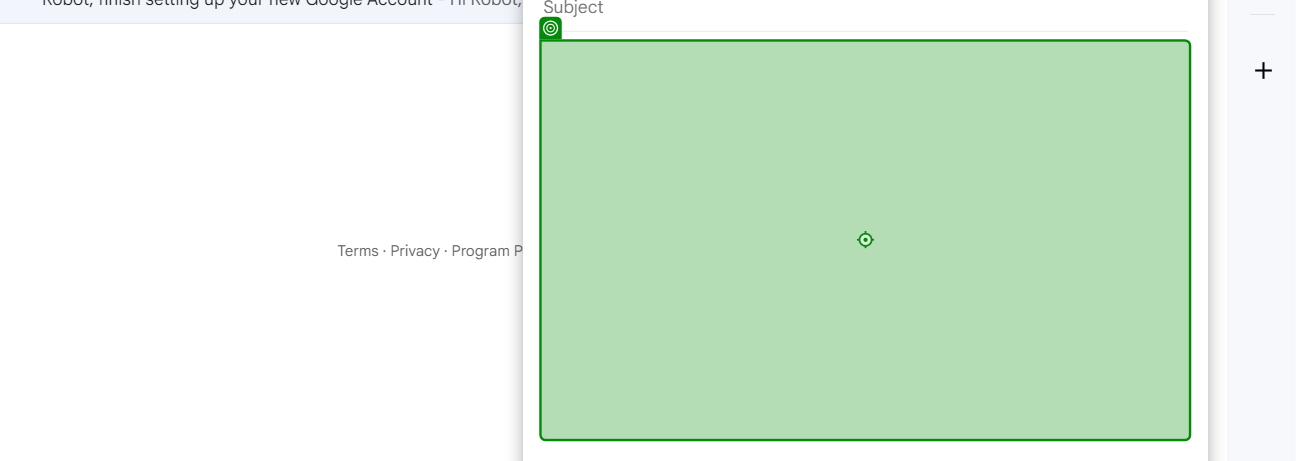 Robot, finish setting up your new Google Account - Hi Robot,
Subject
Terms · Privacy · Program P